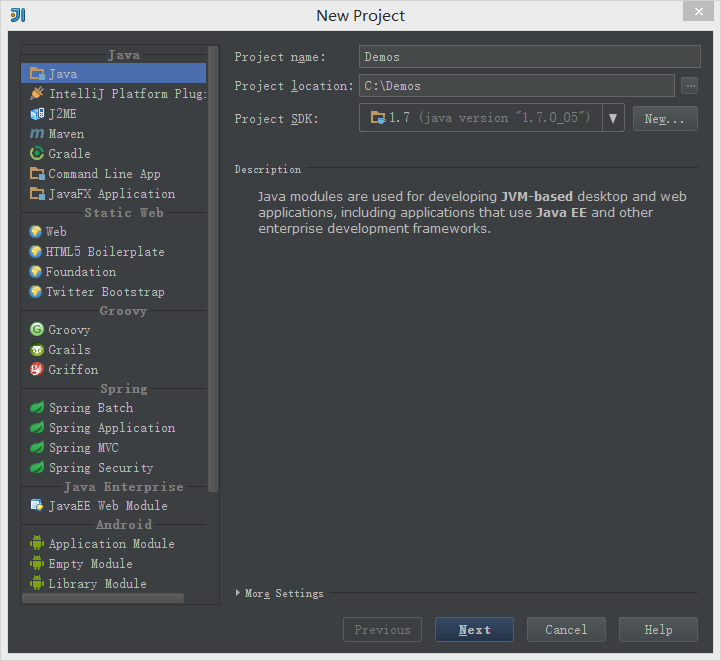 New Project
Java
Java
IntelliJ Platform Plugi
J2ME
Maven
Gradle
Command Line App
JavaFX Application
Static Web
Web
HTML5 Boilerplate
Foundation
Twitter Bootstrap
Groovy
Groovy
Grails
Griffon
Spring
Spring Batch
Spring Application
Spring MVC
Spring Security
Java Enterprise
JavaEE Web Module
Android
Application Module
Empty Module
Library Module
Project name: Demos
Project location: C:\Demos ...
Project SDK: 1.7 (java version "1.7.0_05") New...
Description
Java modules are used for developing JVM-based desktop and web
applications, including applications that use Java EE and other
enterprise development frameworks.
More Settings
Previous Next Cancel Help